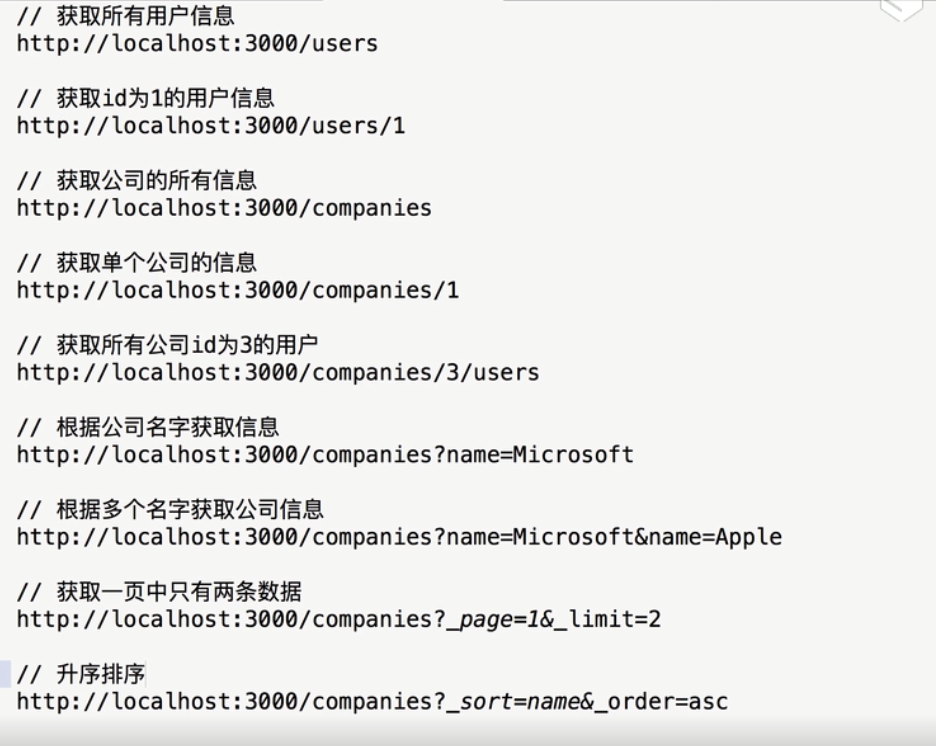 // 获取所有用户信息
http://localhost:3000/users
// 获取id为1的用户信息
http://localhost:3000/users/1
// 获取公司的所有信息
http://localhost:3000/companies
// 获取单个公司的信息
http://localhost:3000/companies/1
// 获取所有公司id为3的用户
http://localhost:3000/companies/3/users
// 根据公司名字获取信息
http://localhost:3000/companies?name=Microsoft
// 根据多个名字获取公司信息
http://localhost:3000/companies?name=Microsoft&name=Apple
// 获取一页中只有两条数据
http://localhost:3000/companies?_page=1&_limit=2
// 升序排序
http://localhost:3000/companies?_sort=name&_order=asc